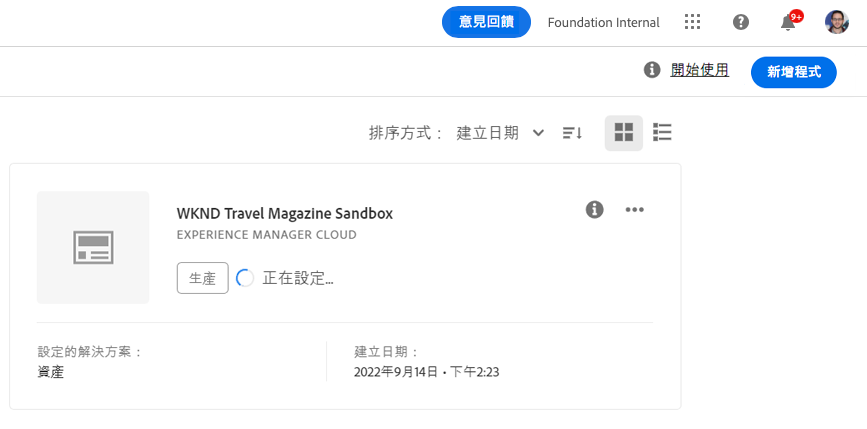 意見回饋 Foundation Internal 9+
開始使用 新增程式
排序方式： 建立日期
WKND Travel Magazine Sandbox
EXPERIENCE MANAGER CLOUD
生產 正在設定...
設定的解決方案： 建立日期：
資產 2022年9月14日 • 下午2:23